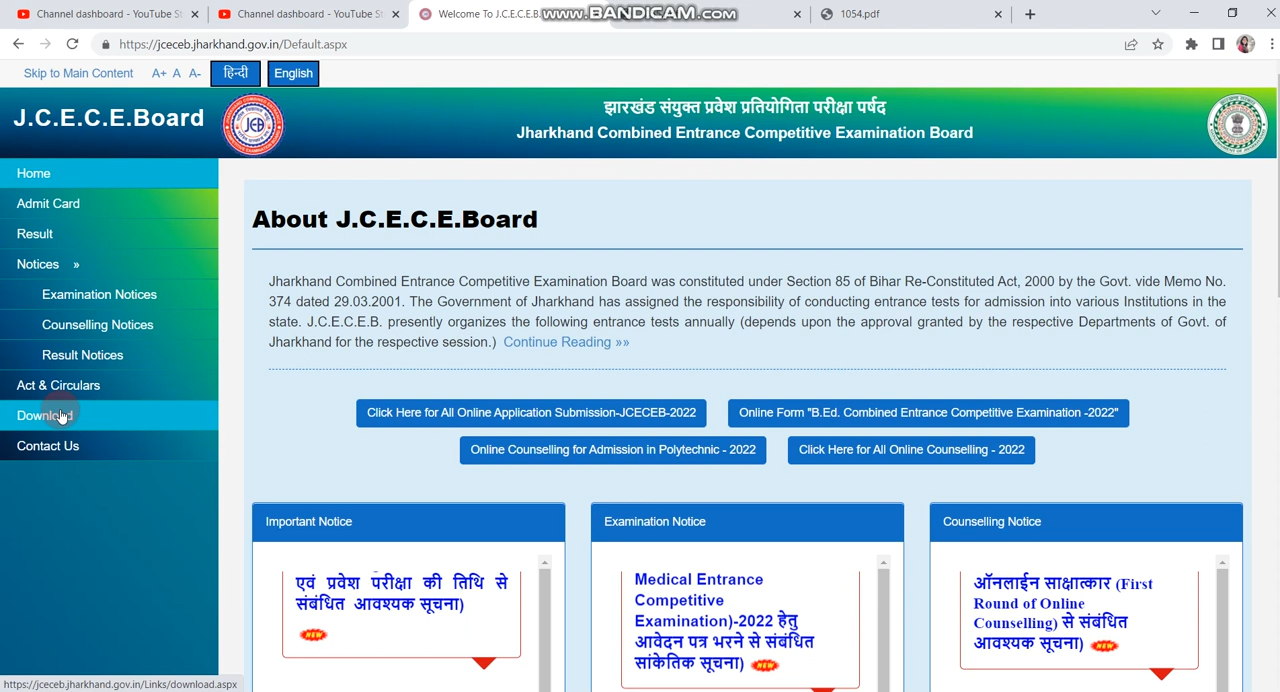 Channel dashboard - YouTube St
Channel dashboard - YouTube St
Welcome To J.C.E.C.E.B.
www.BANDICAM.com
1054.pdf
https://jceceb.jharkhand.gov.in/Default.aspx
Skip to Main Content A+ A A- हिन्दी English
J.C.E.C.E.Board
JEB
झारखंड संयुक्त प्रवेश प्रतियोगिता परीक्षा पर्षद
Jharkhand Combined Entrance Competitive Examination Board
Home
Admit Card
Result
Notices »
Examination Notices
Counselling Notices
Result Notices
Act & Circulars
Download
Contact Us
About J.C.E.C.E.Board
Jharkhand Combined Entrance Competitive Examination Board was constituted under Section 85 of Bihar Re-Constituted Act, 2000 by the Govt. vide Memo No.
374 dated 29.03.2001. The Government of Jharkhand has assigned the responsibility of conducting entrance tests for admission into various Institutions in the
state. J.C.E.C.E.B. presently organizes the following entrance tests annually (depends upon the approval granted by the respective Departments of Govt. of
Jharkhand for the respective session.) Continue Reading »»
Click Here for All Online Application Submission-JCECEB-2022
Online Form "B.Ed. Combined Entrance Competitive Examination -2022"
Online Counselling for Admission in Polytechnic - 2022
Click Here for All Online Counselling - 2022
Important Notice
एवं प्रवेश परीक्षा की तिथि से
संबंधित आवश्यक सूचना)
NEW
Examination Notice
Medical Entrance
Competitive
Examination)-2022 हेतु
आवेदन पत्र भरने से संबंधित
सांकेतिक सूचना) NEW
Counselling Notice
ऑनलाईन साक्षात्कार (First
Round of Online
Counselling) से संबंधित
आवश्यक सूचना) NEW
https://jceceb.jharkhand.gov.in/Links/download.aspx